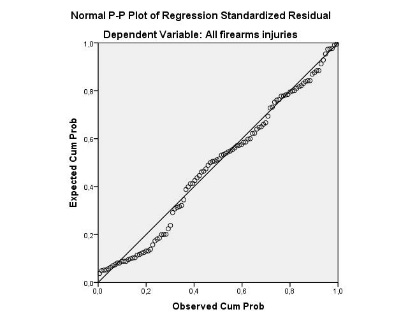 Normal P-P Plot of Regression Standardized Residual
Dependent Variable: All firearms injuries
Expected Cum Prob
1,0
0,8
0,6
0,4
0,2
0,0
0,0 0,2 0,4 0,6 0,8 1,0
Observed Cum Prob